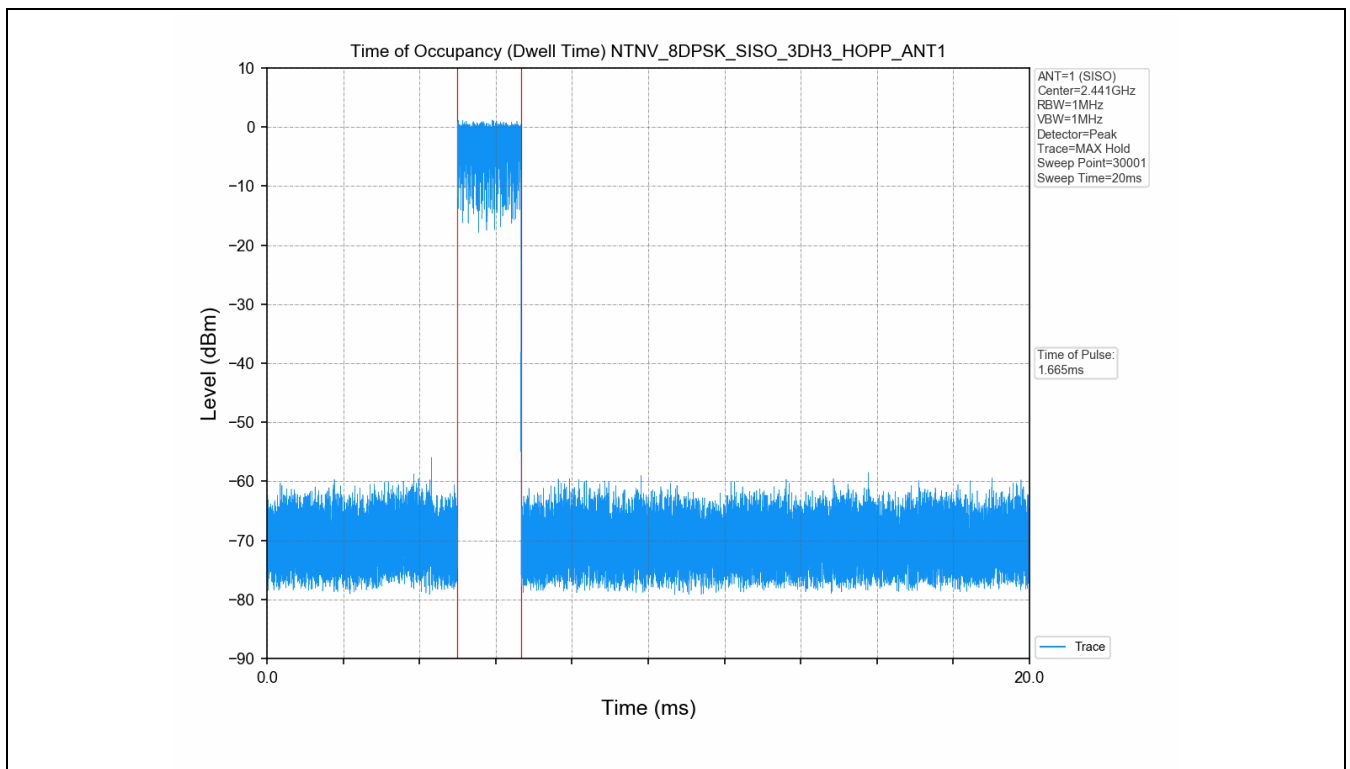 Time of Occupancy (Dwell Time) NTNV_8DPSK_SISO_3DH3_HOPP_ANT1
10
0
−10
−20
−30
−40
−50
−60
−70
−80
−90
Level (dBm)
0.0
20.0
Time (ms)
ANT=1 (SISO)
Center=2.441GHz
RBW=1MHz
VBW=1MHz
Detector=Peak
Trace=MAX Hold
Sweep Point=30001
Sweep Time=20ms
Time of Pulse:
1.665ms
Trace